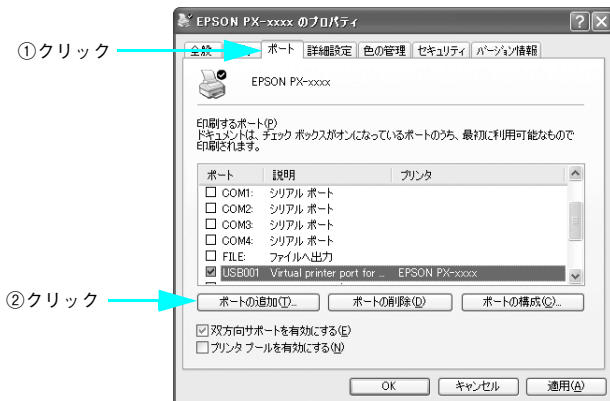 EPSON PX-xxxx のプロパティ
①クリック
全般 ポート 詳細設定 色の管理 セキュリティ バージョン情報
EPSON PX-xxxx
印刷するポート(P)
ドキュメントは、チェック ボックスがオンになっているポートのうち、最初に利用可能なもので
印刷されます。
ポート 説明 プリンタ
COM1: シリアル ポート
COM2: シリアル ポート
COM3: シリアル ポート
COM4: シリアル ポート
FILE: ファイルへ出力
USB001 Virtual printer port for ... EPSON PX-xxxx
②クリック
ポートの追加(T)... ポートの削除(D) ポートの構成(C)...
双方向サポートを有効にする(E)
プリンタ プールを有効にする(N)
OK キャンセル 適用(A)